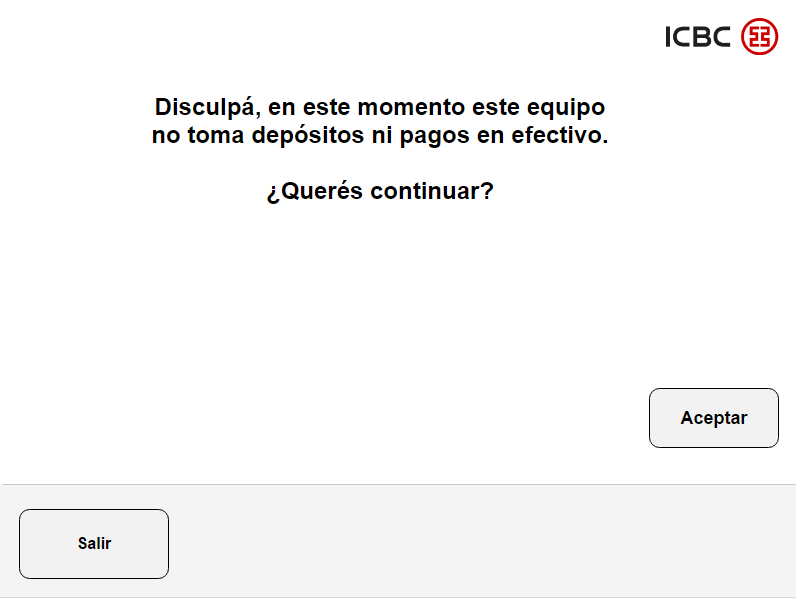 ICBC
Disculpá, en este momento este equipo
no toma depósitos ni pagos en efectivo.
¿Querés continuar?
Aceptar
Salir